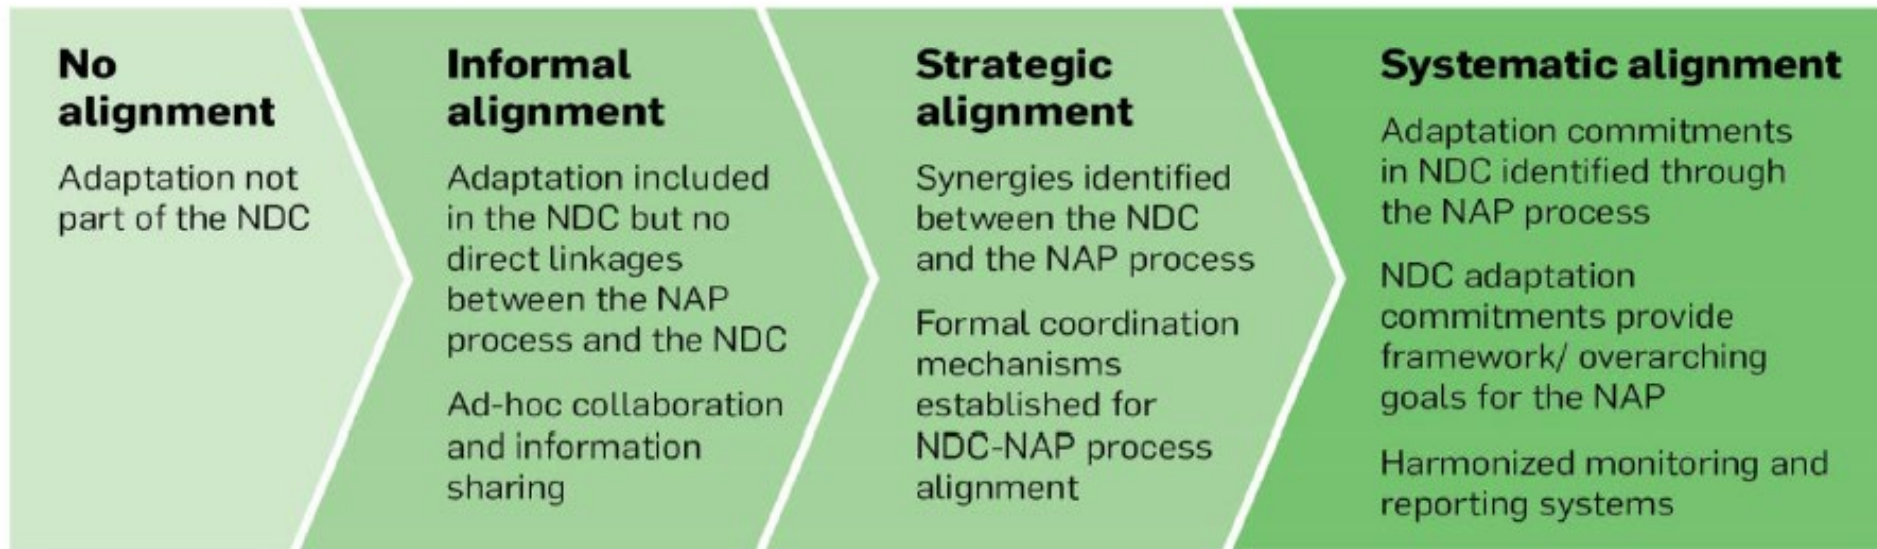 No
alignment
Adaptation not
part of the NDC
Informal
alignment
Adaptation included
in the NDC but no
direct linkages
between the NAP
process and the NDC
Ad-hoc collaboration
and information
sharing
Strategic
alignment
Synergies identified
between the NDC
and the NAP process
Formal coordination
mechanisms
established for
NDC-NAP process
alignment
Systematic alignment
Adaptation commitments
in NDC identified through
the NAP process
NDC adaptation
commitments provide
framework/ overarching
goals for the NAP
Harmonized monitoring and
reporting systems